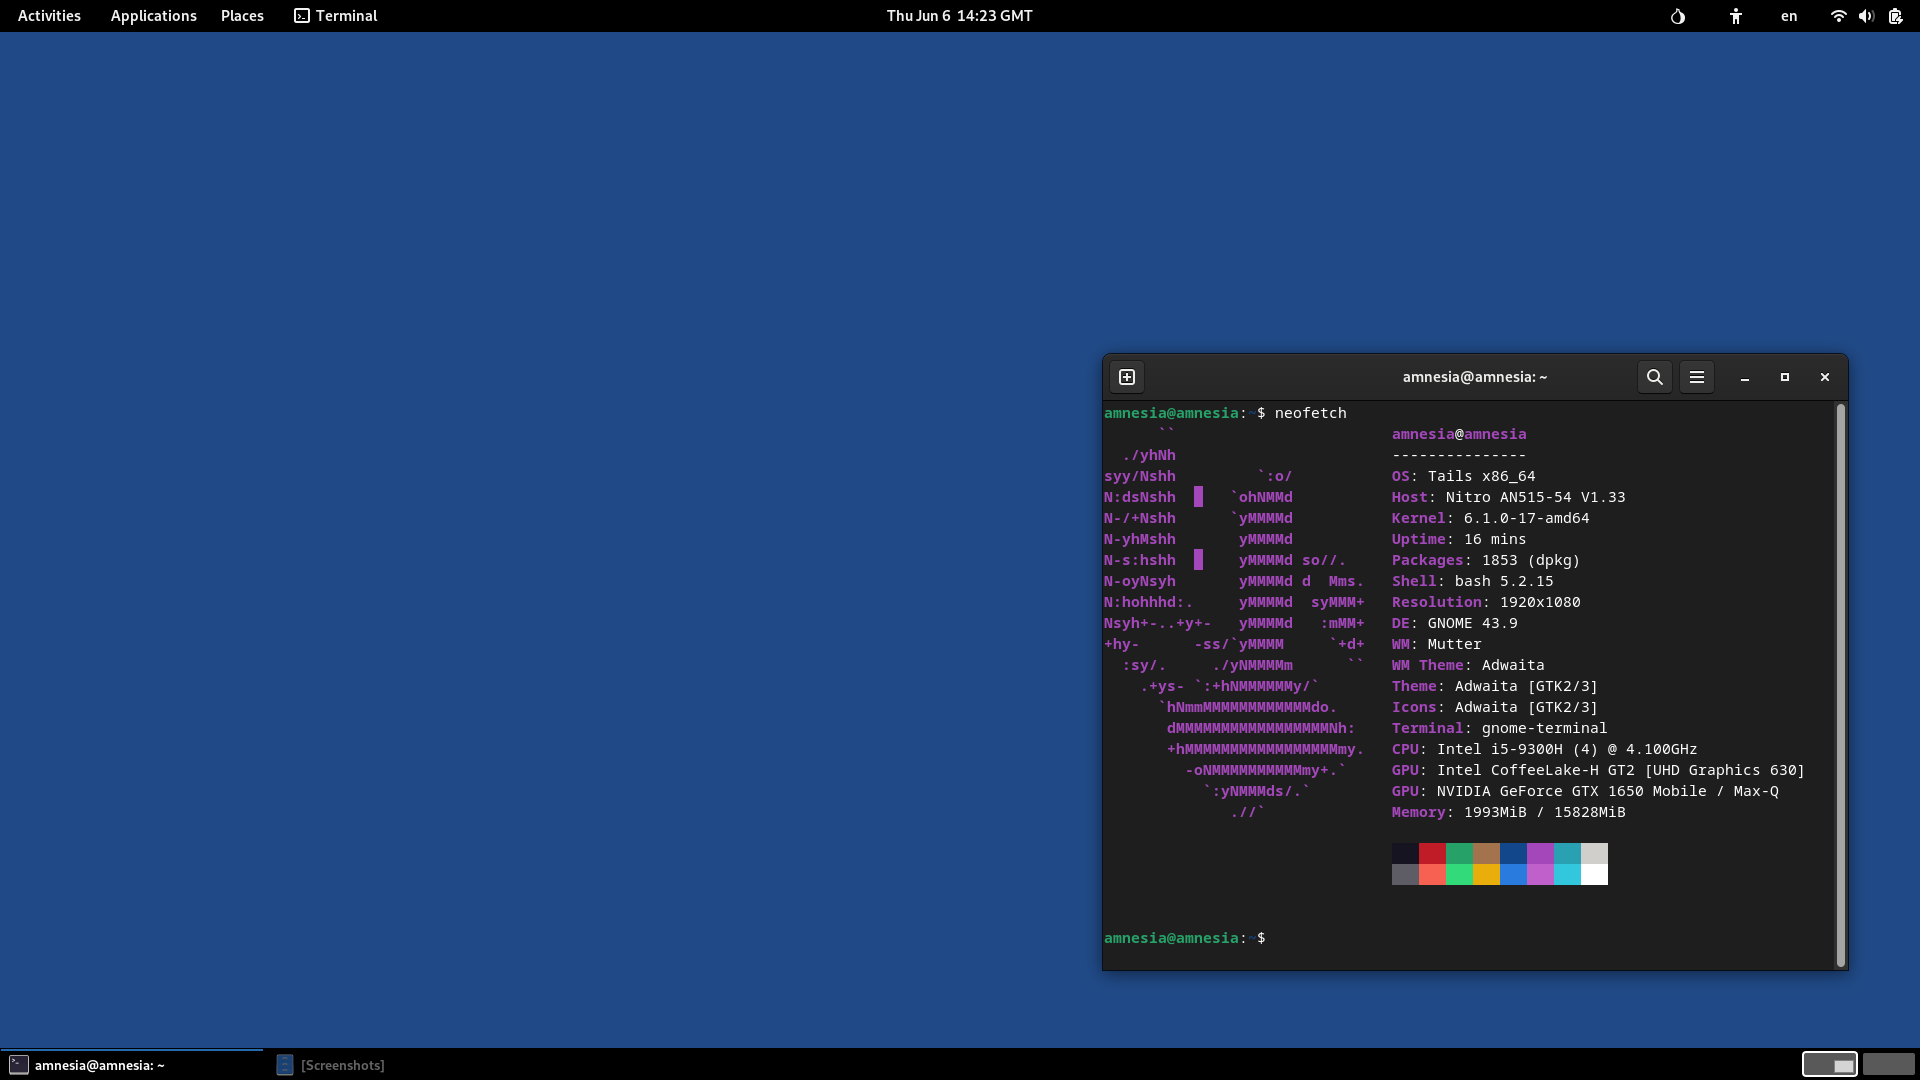 Activities Applications Places Terminal Thu Jun 6 14:23 GMT en
amnesia@amnesia: ~
amnesia@amnesia:~$ neofetch
`` amnesia@amnesia
./yhNh ---------------
syy/Nshh `:o/ OS: Tails x86_64
N:dsNshh █ `ohNMMd Host: Nitro AN515-54 V1.33
N-/+Nshh `yMMMMd Kernel: 6.1.0-17-amd64
N-yhMshh yMMMMd Uptime: 16 mins
N-s:hshh █ yMMMMd so//. Packages: 1853 (dpkg)
N-oyNsyh yMMMMd d Mms. Shell: bash 5.2.15
N:hohhhd:. yMMMMd syMMM+ Resolution: 1920x1080
Nsyh+-..+y+- yMMMMd :mMM+ DE: GNOME 43.9
+hy- -ss/`yMMMM `+d+ WM: Mutter
:sy/. ./yNMMMMm `` WM Theme: Adwaita
.+ys- `:+hNMMMMMMy/` Theme: Adwaita [GTK2/3]
`hNmmMMMMMMMMMMMMdo. Icons: Adwaita [GTK2/3]
dMMMMMMMMMMMMMMMMMNh: Terminal: gnome-terminal
+hMMMMMMMMMMMMMMMMMmy. CPU: Intel i5-9300H (4) @ 4.100GHz
-oNMMMMMMMMMMmy+.` GPU: Intel CoffeeLake-H GT2 [UHD Graphics 630]
`:yNMMMds/.` GPU: NVIDIA GeForce GTX 1650 Mobile / Max-Q
.//` Memory: 1993MiB / 15828MiB
amnesia@amnesia:~$
amnesia@amnesia: ~ [Screenshots]